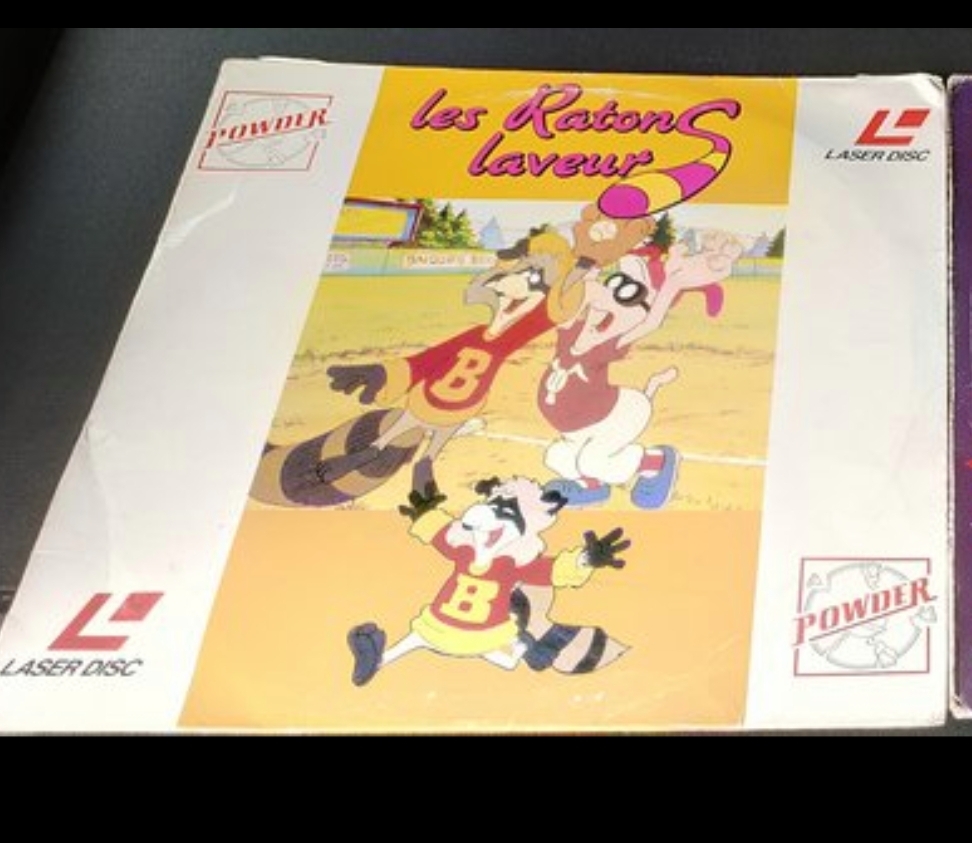 les RatonS
laveurS
POWDER
LASER DISC
B
B
LASER DISC
POWDER